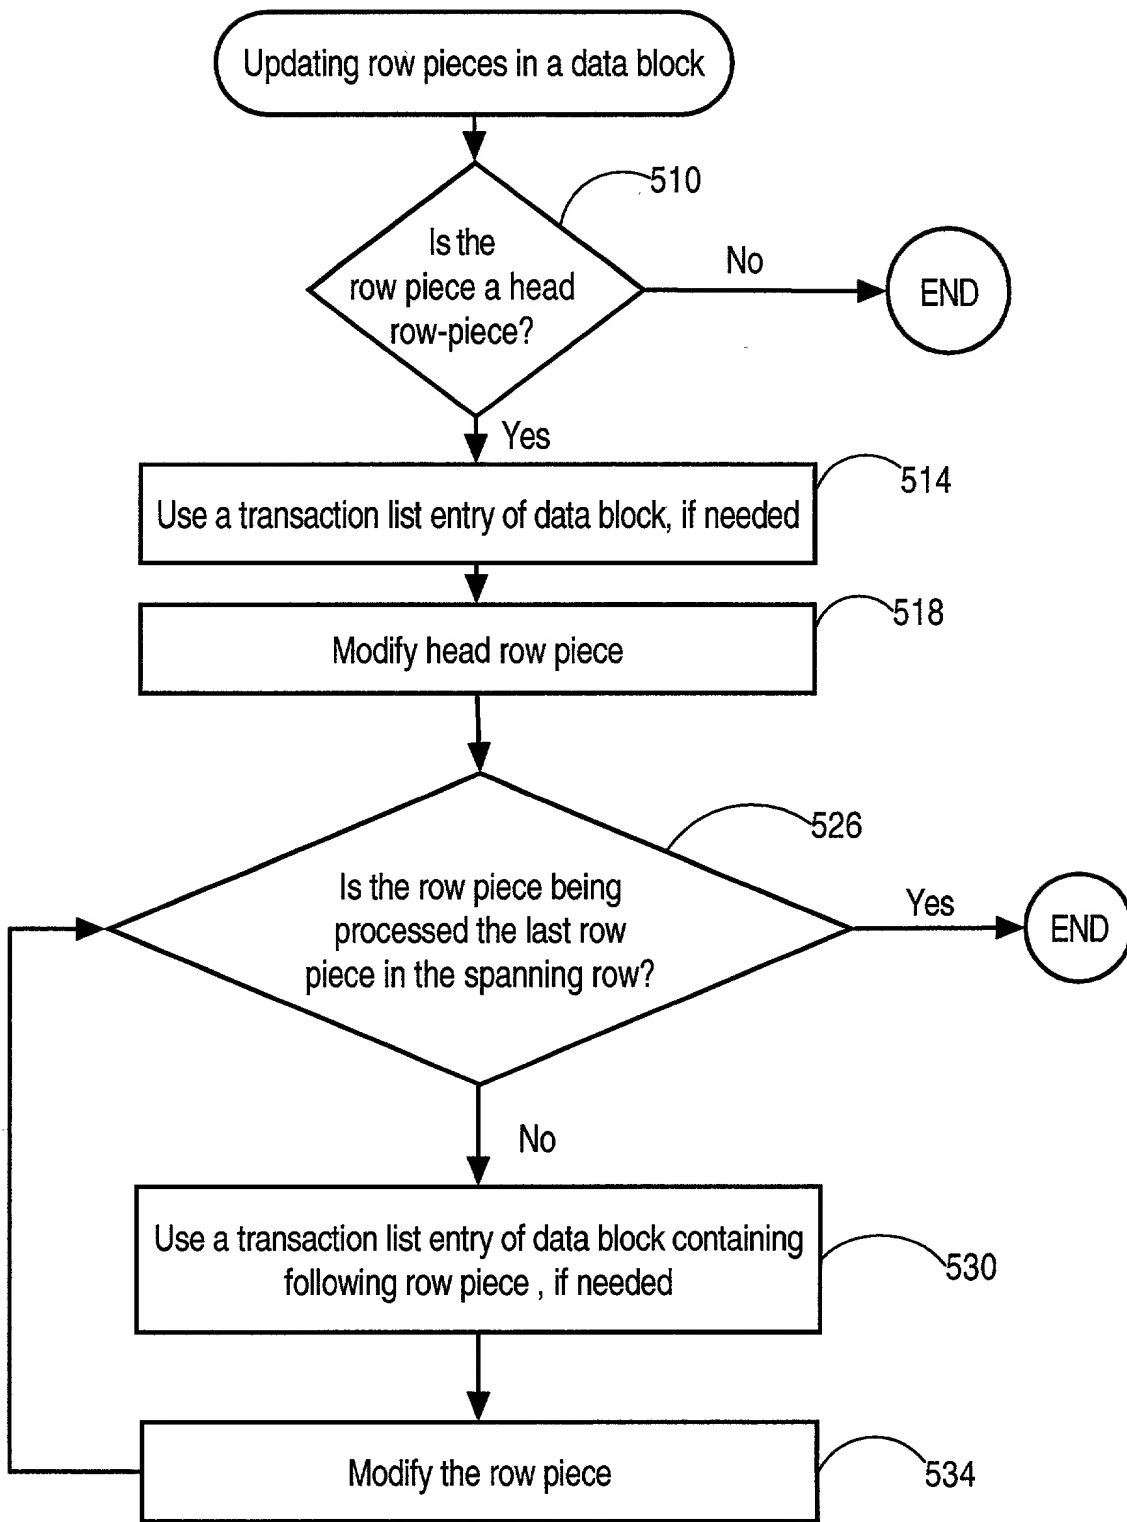 Updating row pieces in a data block
510
Is the
row piece a head
row-piece?
No
END
Yes
514
Use a transaction list entry of data block, if needed
518
Modify head row piece
526
Is the row piece being
processed the last row
piece in the spanning row?
Yes
END
No
Use a transaction list entry of data block containing
following row piece , if needed
530
Modify the row piece
534